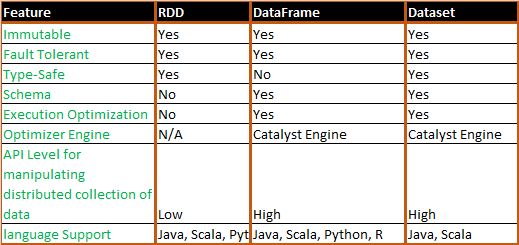 Feature RDD DataFrame Dataset
Immutable Yes Yes Yes
Fault Tolerant Yes Yes Yes
Type-Safe Yes No Yes
Schema No Yes Yes
Execution Optimization No Yes Yes
Optimizer Engine N/A Catalyst Engine Catalyst Engine
API Level for
manipulating
distributed collection of
data Low High High
language Support Java, Scala, Pyt Java, Scala, Python, R Java, Scala